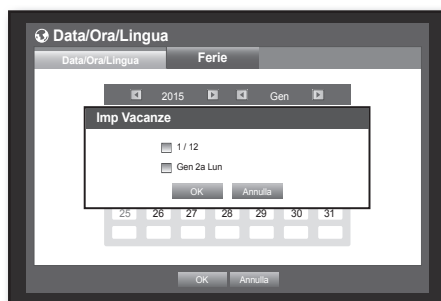 Data/Ora/Lingua
Data/Ora/Lingua Ferie
2015 Gen
Imp Vacanze
1 / 12
Gen 2a Lun
OK Annulla
25 26 27 28 29 30 31
OK Annulla